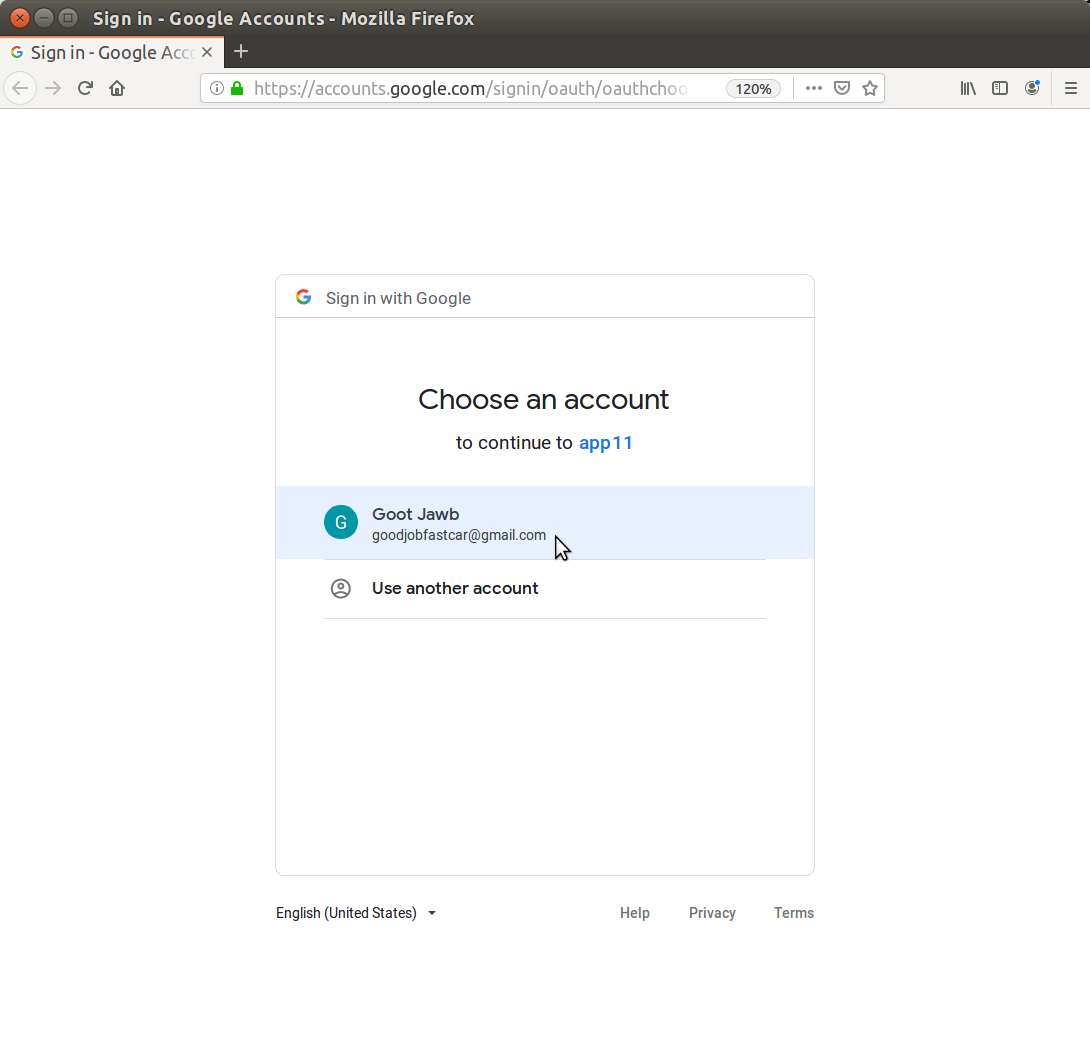 Sign in - Google Accounts - Mozilla Firefox
Sign in - Google Acc
https://accounts.google.com/signin/oauth/oauthchoo
120%
Sign in with Google
Choose an account
to continue to app11
G
Goot Jawb
goodjobfastcar@gmail.com
Use another account
English (United States)
Help Privacy Terms